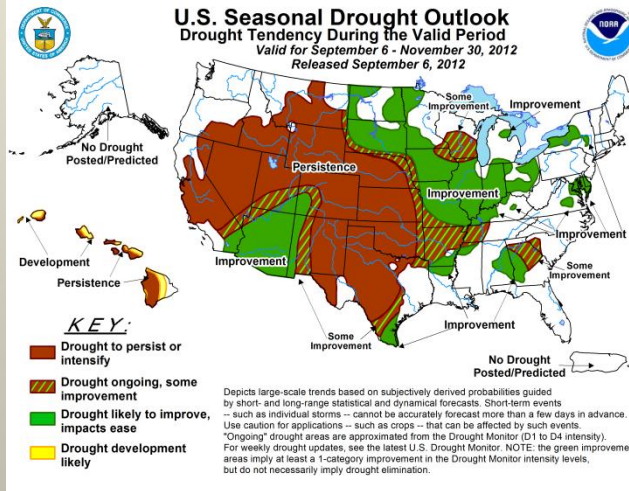 U.S. Seasonal Drought Outlook
Drought Tendency During the Valid Period
Valid for September 6 - November 30, 2012
Released September 6, 2012
NOAA
Some
Improvement
Improvement
No Drought
Posted/Predicted
Persistence
Improvement
Development
Improvement
Improvement
Persistence
Some
Improvement
Some
Improvement
Improvement
No Drought
Posted/Predicted
KEY:
Drought to persist or
intensify
Drought ongoing, some
improvement
Drought likely to improve,
impacts ease
Drought development
likely
Depicts large-scale trends based on subjectively derived probabilities guided
by short- and long-range statistical and dynamical forecasts. Short-term events
-- such as individual storms -- cannot be accurately forecast more than a few days in advance.
Use caution for applications -- such as crops -- that can be affected by such events.
"Ongoing" drought areas are approximated from the Drought Monitor (D1 to D4 intensity).
For weekly drought updates, see the latest U.S. Drought Monitor. NOTE: the green improvement
areas imply at least a 1-category improvement in the Drought Monitor intensity levels,
but do not necessarily imply drought elimination.